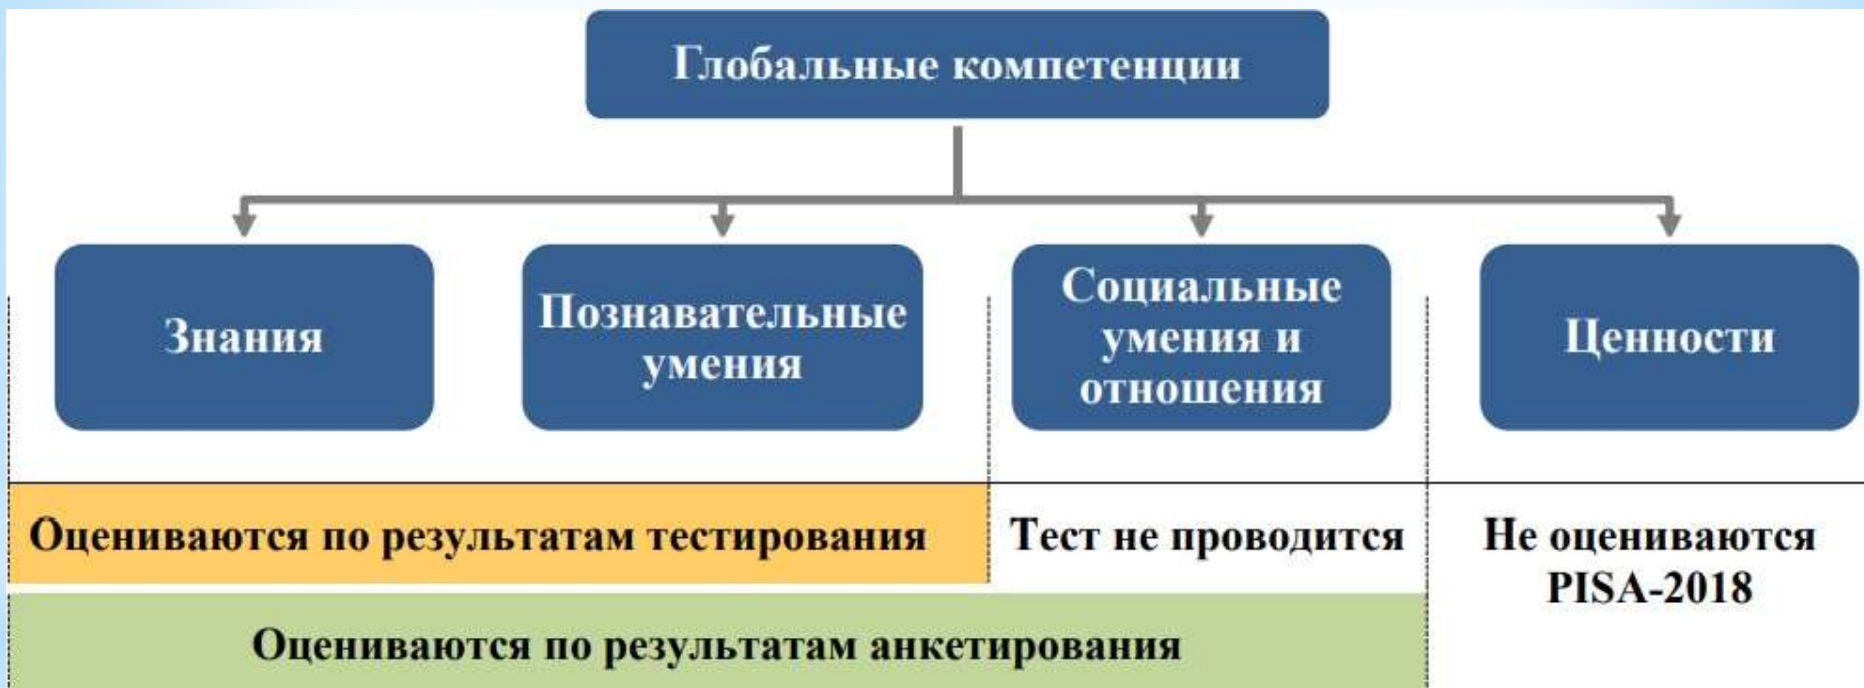 Глобальные компетенции
Знания
Познавательные
умения
Социальные
умения и
отношения
Ценности
Оцениваются по результатам тестирования
Тест не проводится
Не оцениваются
PISA-2018
Оцениваются по результатам анкетирования